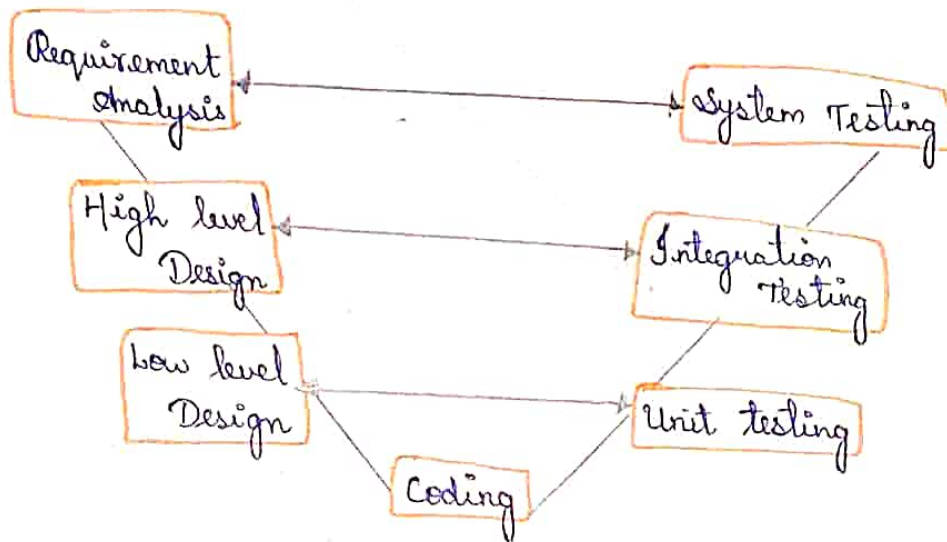 Requirement
Analysis
System Testing
High level
Design
Integration
Testing
Low level
Design
Unit testing
Coding